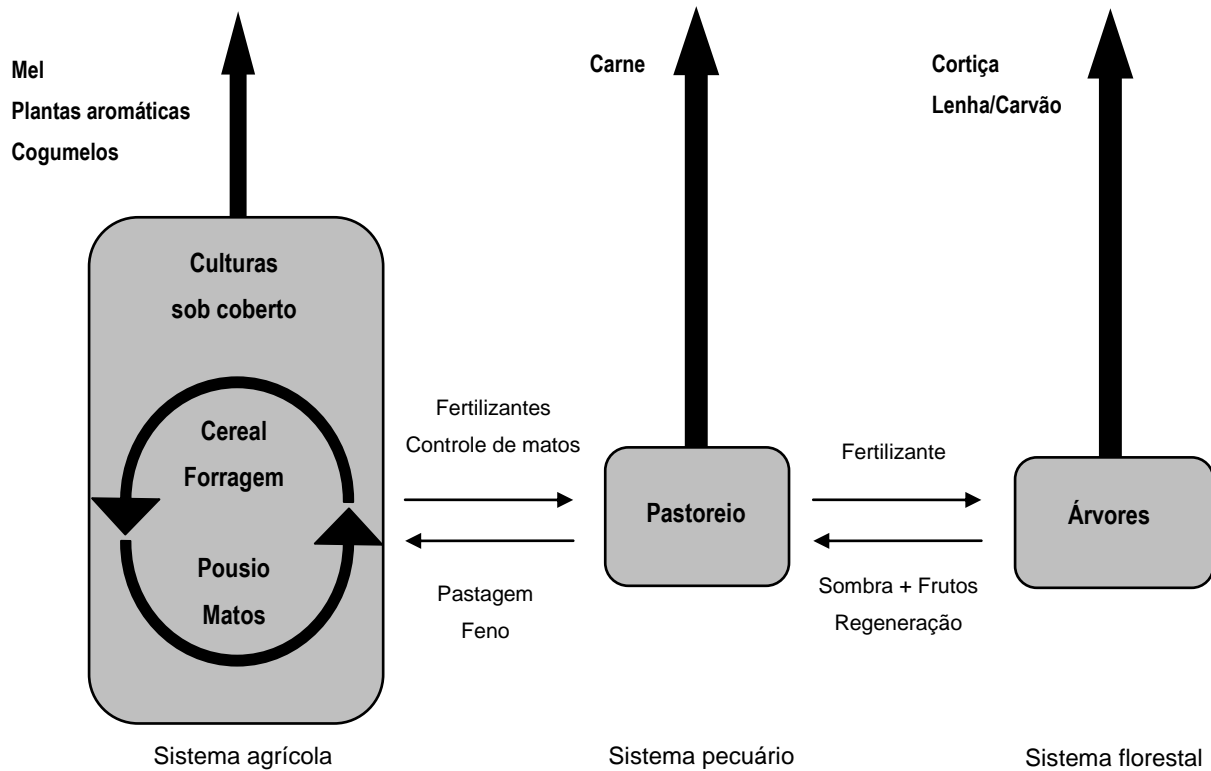 Mel
Plantas aromáticas
Cogumelos
Carne
Cortiça
Lenha/Carvão
Culturas
sob coberto
Cereal
Forragem
Pousio
Matos
Fertilizantes
Controle de matos
Pastagem
Feno
Pastoreio
Fertilizante
Sombra + Frutos
Regeneração
Árvores
Sistema agrícola
Sistema pecuário
Sistema florestal